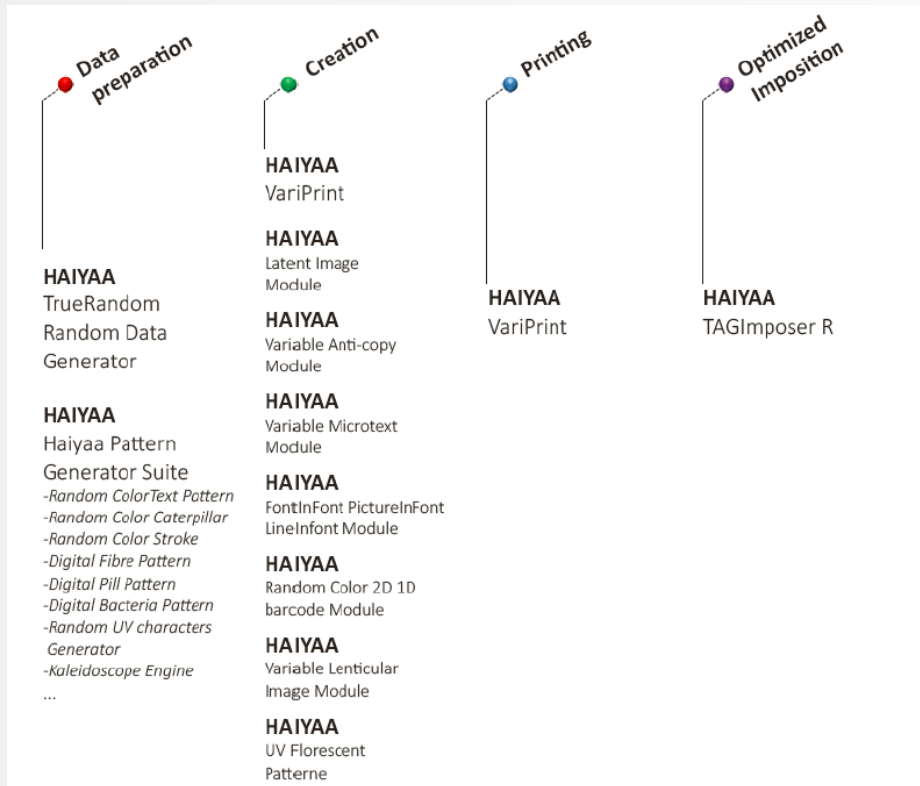 Data
preparation
HAIYAA
TrueRandom
Random Data
Generator
HAIYAA
Haiyaa Pattern
Generator Suite
-Random ColorText Pattern
-Random Color Caterpillar
-Random Color Stroke
-Digital Fibre Pattern
-Digital Pill Pattern
-Digital Bacteria Pattern
-Random UV characters
Generator
-Kaleidoscope Engine
...
Creation
HAIYAA
VariPrint
HAIYAA
Latent Image
Module
HAIYAA
Variable Anti-copy
Module
HAIYAA
Variable Microtext
Module
HAIYAA
FontInFont PictureInFont
LineInfont Module
HAIYAA
Random Color 2D 1D
barcode Module
HAIYAA
Variable Lenticular
Image Module
HAIYAA
UV Florescent
Patterne
Printing
HAIYAA
VariPrint
Optimized
Imposition
HAIYAA
TAGImposer R